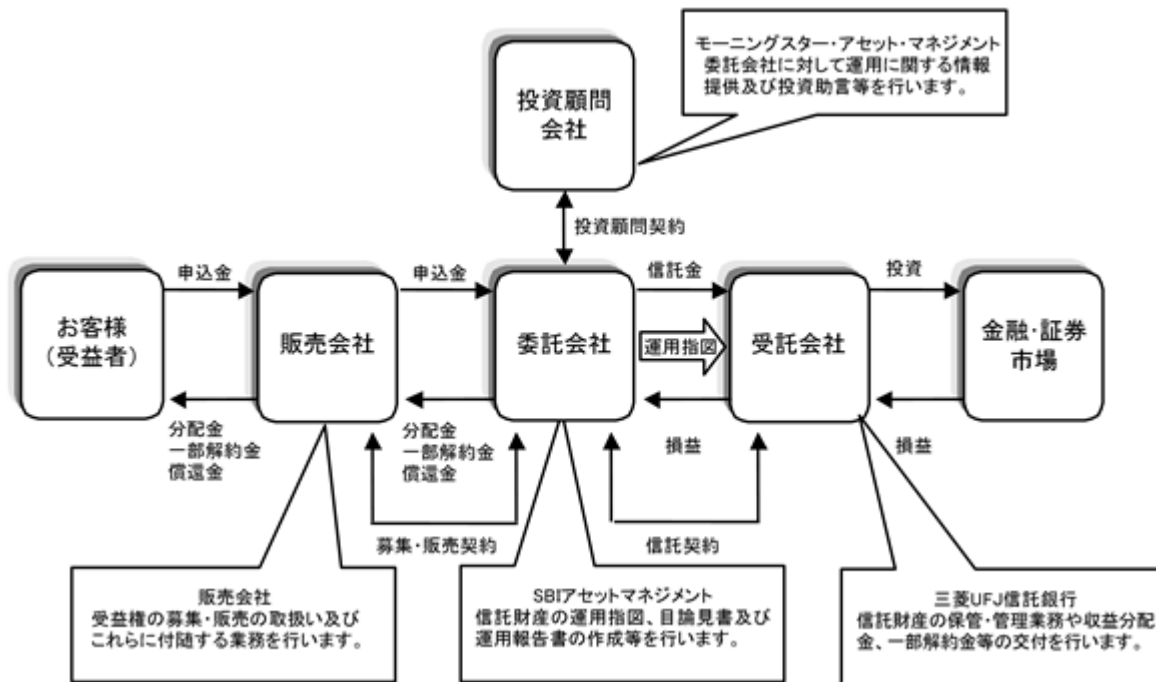 モーニングスター・アセット・マネジメント
委託会社に対して運用に関する情報
提供及び投資助言等を行います。
投資顧問
会社
投資顧問契約
申込金
申込金
信託金
投資
お客様
(受益者)
販売会社
委託会社
運用指図
受託会社
金融・証券
市場
分配金
一部解約金
償還金
分配金
一部解約金
償還金
損益
損益
募集・販売契約
信託契約
販売会社
受益権の募集・販売の取扱い及び
これらに付随する業務を行います。
SBIアセットマネジメント
信託財産の運用指図、目論見書及び
運用報告書の作成等を行います。
三菱UFJ信託銀行
信託財産の保管・管理業務や収益分配
金、一部解約金等の交付を行います。